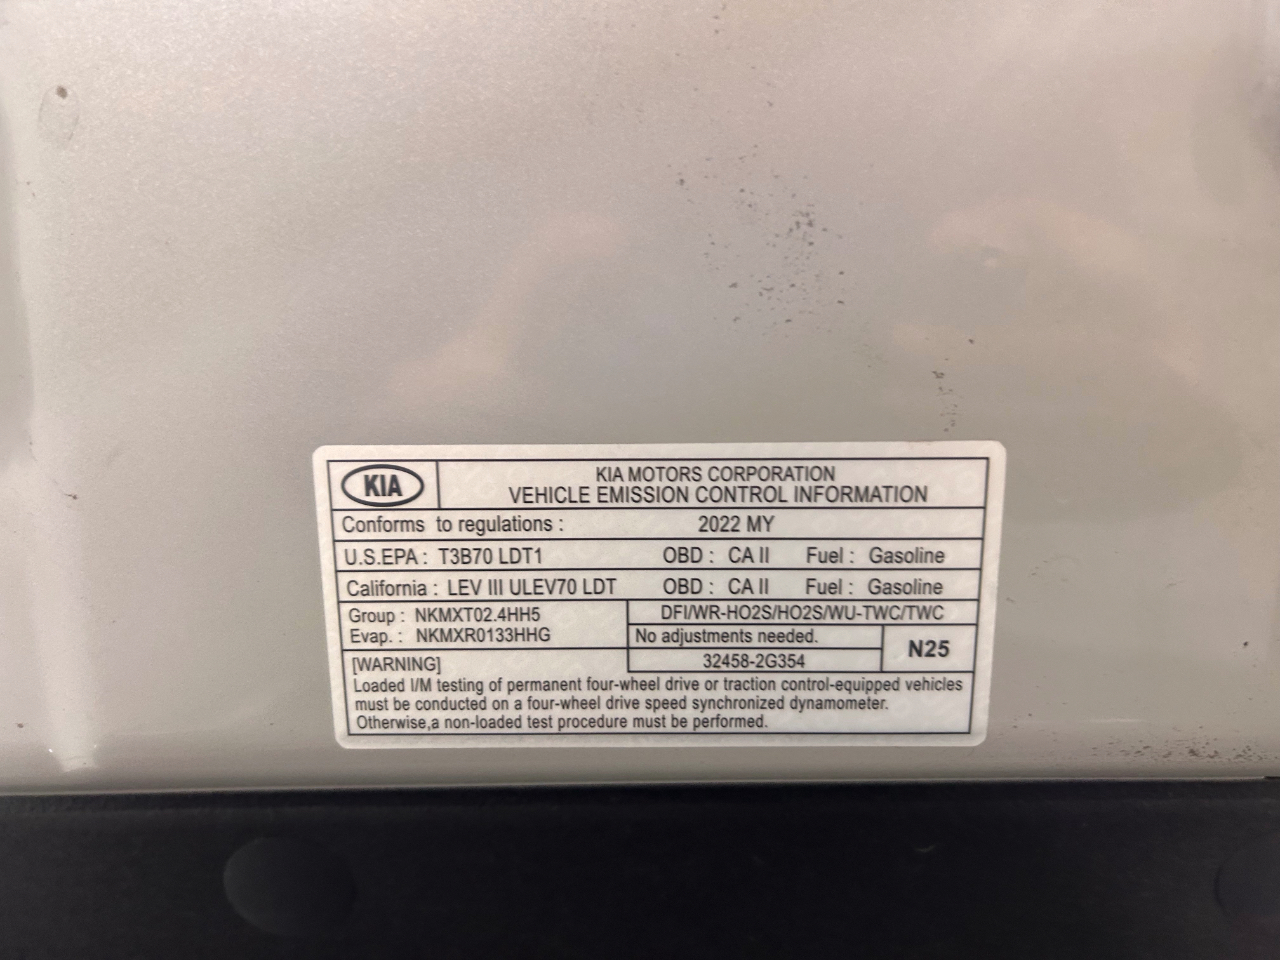 KIA
KIA MOTORS CORPORATION
VEHICLE EMISSION CONTROL INFORMATION
Conforms to regulations : 2022 MY
U.S.EPA : T3B70 LDT1 OBD : CA II Fuel : Gasoline
California : LEV III ULEV70 LDT OBD : CA II Fuel : Gasoline
Group : NKMXT02.4HH5
Evap. : NKMXR0133HHG
DFI/WR-HO2S/HO2S/WU-TWC/TWC
No adjustments needed.
32458-2G354
N25
[WARNING]
Loaded I/M testing of permanent four-wheel drive or traction control-equipped vehicles
must be conducted on a four-wheel drive speed synchronized dynamometer.
Otherwise,a non-loaded test procedure must be performed.